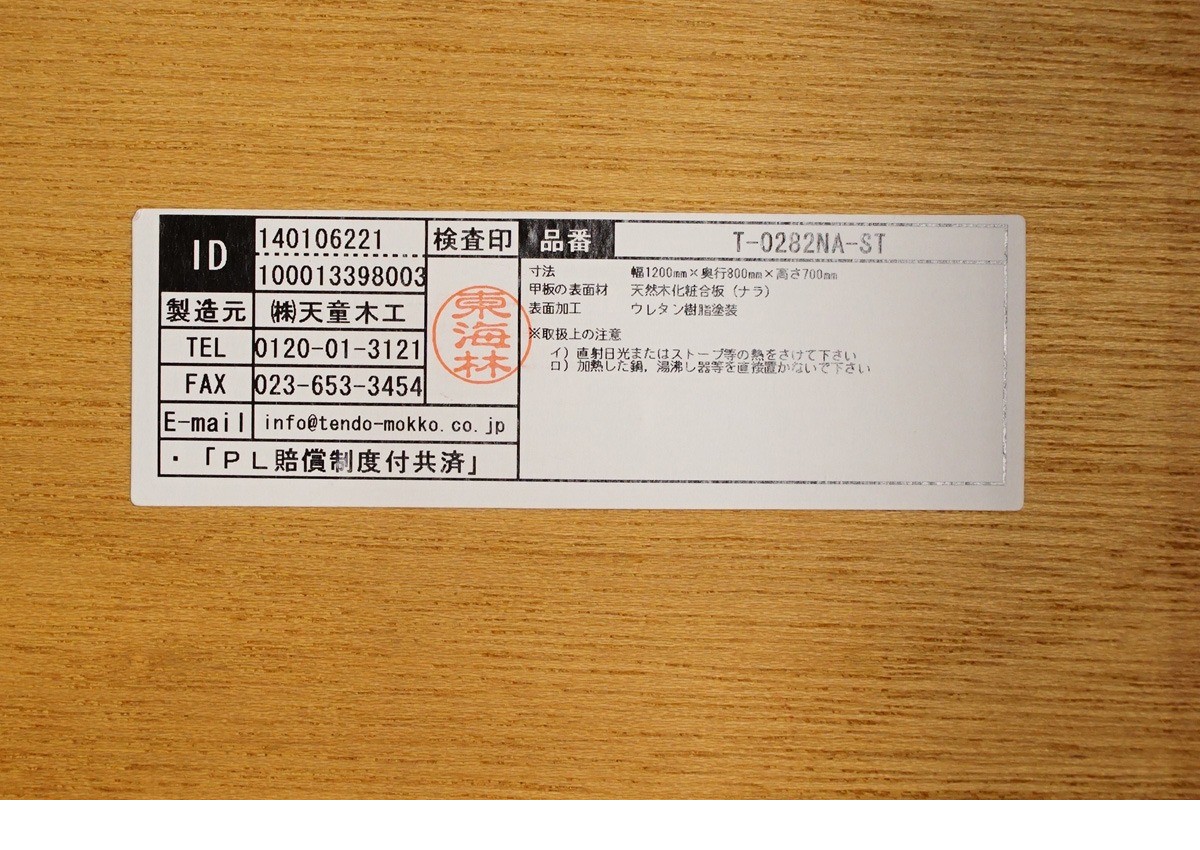 ID
140106221
100013398003
製造元 ㈱天童木工
TEL 0120-01-3121
FAX 023-653-3454
E-mail info@tendo-mokko.co.jp
・「ＰＬ賠償制度付共済」
検査印
東海林
品番 T-0282NA-ST
寸法 幅1200mm×奥行800mm×高さ700mm
甲板の表面材 天然木化粧合板（ナラ）
表面加工 ウレタン樹脂塗装
※取扱上の注意
イ）直射日光またはストーブ等の熱をさけて下さい
ロ）加熱した鍋，湯沸し器等を直接置かないで下さい